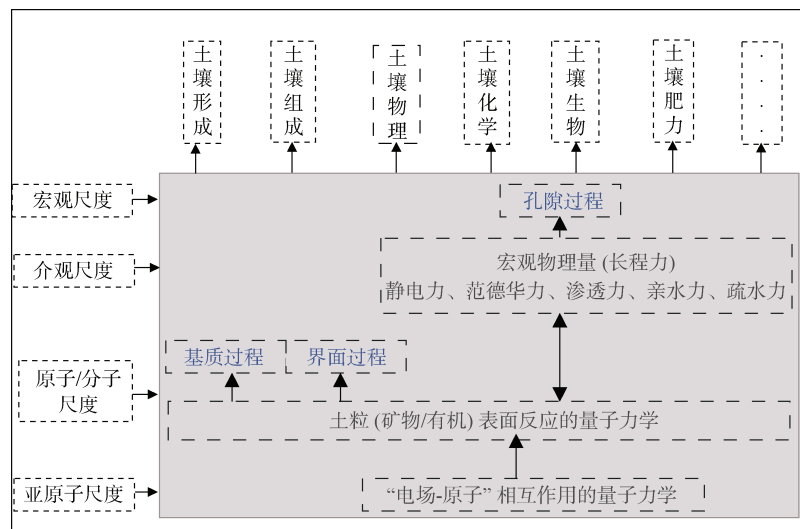 土壤形成
土壤组成
土壤物理
土壤化学
土壤生物
土壤肥力
. . . .
宏观尺度
孔隙过程
介观尺度
宏观物理量 (长程力)
静电力、范德华力、渗透力、亲水力、疏水力
基质过程
界面过程
原子/分子
尺度
土粒 (矿物/有机) 表面反应的量子力学
亚原子尺度
“电场-原子” 相互作用的量子力学